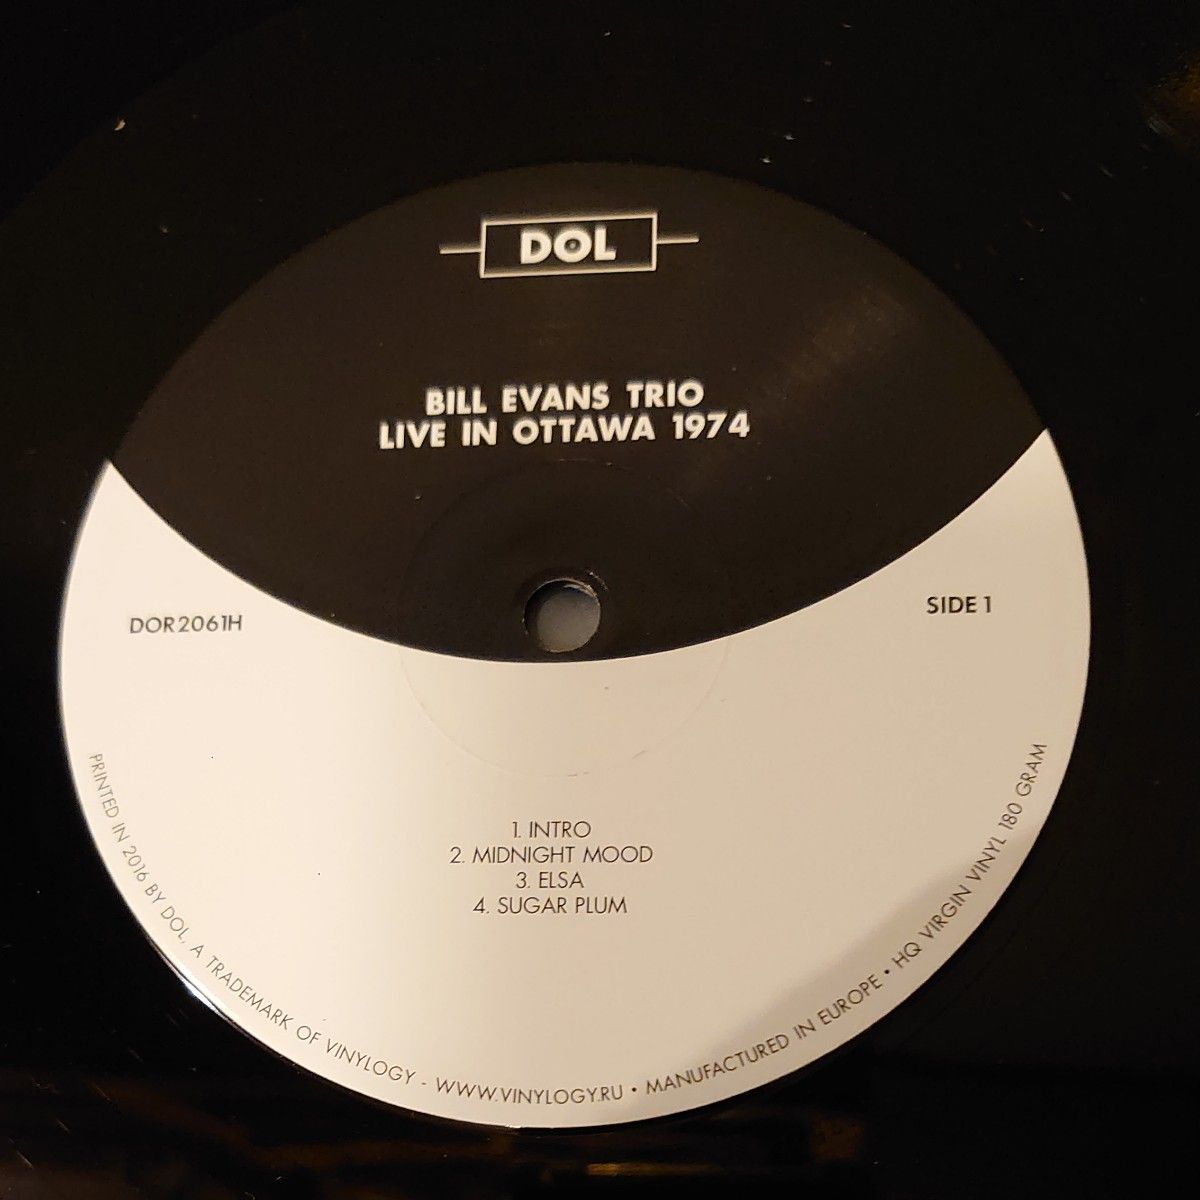 DOL
BILL EVANS TRIO
LIVE IN OTTAWA 1974
DOR2061H
SIDE 1
1. INTRO
2. MIDNIGHT MOOD
3. ELSA
4. SUGAR PLUM
PRINTED IN 2016 BY DOL, A TRADEMARK OF VINYLOGY - WWW.VINYLOGY.RU • MANUFACTURED IN EUROPE • HQ VIRGIN VINYL 180 GRAM